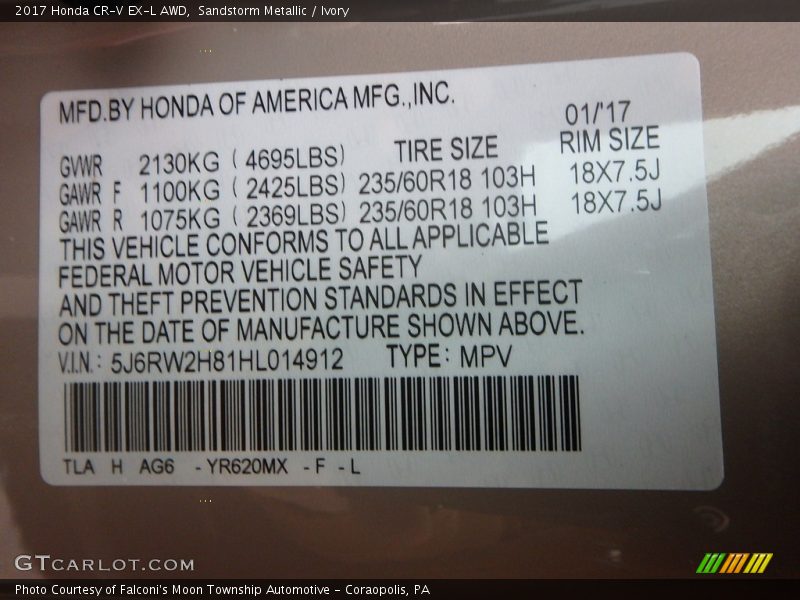 2017 Honda CR-V EX-L AWD, Sandstorm Metallic / Ivory
MFD.BY HONDA OF AMERICA MFG.,INC.
01/'17
GVWR 2130KG ( 4695LBS) TIRE SIZE RIM SIZE
GAWR F 1100KG ( 2425LBS) 235/60R18 103H 18X7.5J
GAWR R 1075KG ( 2369LBS) 235/60R18 103H 18X7.5J
THIS VEHICLE CONFORMS TO ALL APPLICABLE
FEDERAL MOTOR VEHICLE SAFETY
AND THEFT PREVENTION STANDARDS IN EFFECT
ON THE DATE OF MANUFACTURE SHOWN ABOVE.
V.I.N.: 5J6RW2H81HL014912 TYPE: MPV
TLA H AG6 - YR620MX - F - L
GTCARLOT.COM
Photo Courtesy of Falconi's Moon Township Automotive - Coraopolis, PA